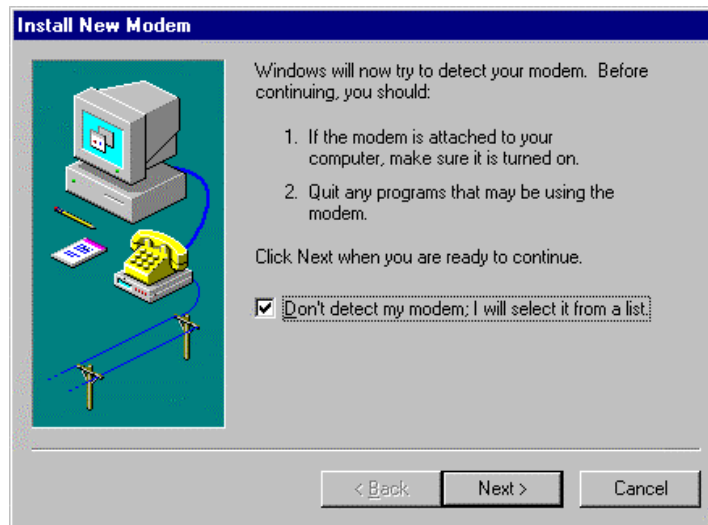 Install New Modem
Windows will now try to detect your modem. Before
continuing, you should:
1. If the modem is attached to your
computer, make sure it is turned on.
2. Quit any programs that may be using the
modem.
Click Next when you are ready to continue.
Don't detect my modem; I will select it from a list.
< Back
Next >
Cancel